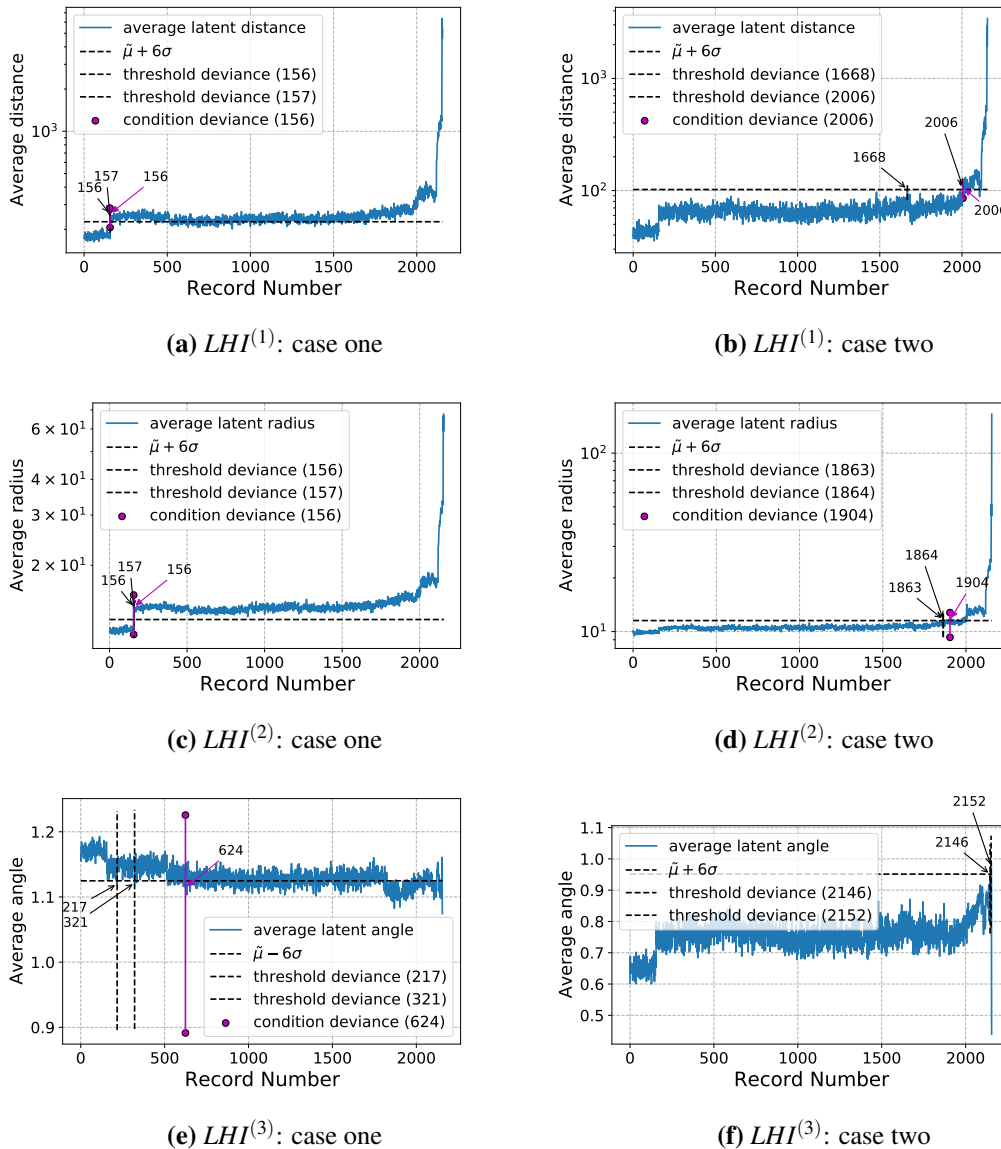 average latent distance
μ̃ + 6σ
threshold deviance (156)
threshold deviance (157)
condition deviance (156)
10³
157
156
156
Average distance
0 500 1000 1500 2000
Record Number
(a) LHI⁽¹⁾: case one
average latent distance
μ̃ + 6σ
threshold deviance (1668)
threshold deviance (2006)
condition deviance (2006)
10³
10²
2006
1668
2006
Average distance
0 500 1000 1500 2000
Record Number
(b) LHI⁽¹⁾: case two
average latent radius
μ̃ + 6σ
threshold deviance (156)
threshold deviance (157)
condition deviance (156)
6 × 10¹
4 × 10¹
3 × 10¹
2 × 10¹
157
156
156
Average radius
0 500 1000 1500 2000
Record Number
(c) LHI⁽²⁾: case one
average latent radius
μ̃ + 6σ
threshold deviance (1863)
threshold deviance (1864)
condition deviance (1904)
10²
10¹
1864
1863
1904
Average radius
0 500 1000 1500 2000
Record Number
(d) LHI⁽²⁾: case two
1.2
1.1
1.0
0.9
624
217
321
average latent angle
μ̃ − 6σ
threshold deviance (217)
threshold deviance (321)
condition deviance (624)
Average angle
0 500 1000 1500 2000
Record Number
(e) LHI⁽³⁾: case one
2152
2146
average latent angle
μ̃ + 6σ
threshold deviance (2146)
threshold deviance (2152)
1.1
1.0
0.9
0.8
0.7
0.6
0.5
Average angle
0 500 1000 1500 2000
Record Number
(f) LHI⁽³⁾: case two